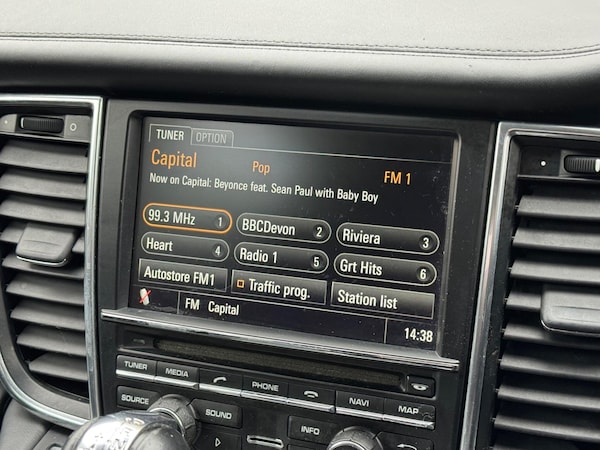 TUNER OPTION
Capital Pop FM 1
Now on Capital: Beyonce feat. Sean Paul with Baby Boy
99.3 MHz 1 BBCDevon 2 Riviera 3
Heart 4 Radio 1 5 Grt Hits 6
Autostore FM1 Traffic prog. Station list
FM Capital
14:38
TUNER MEDIA PHONE NAVI MAP
SOURCE SOUND INFO